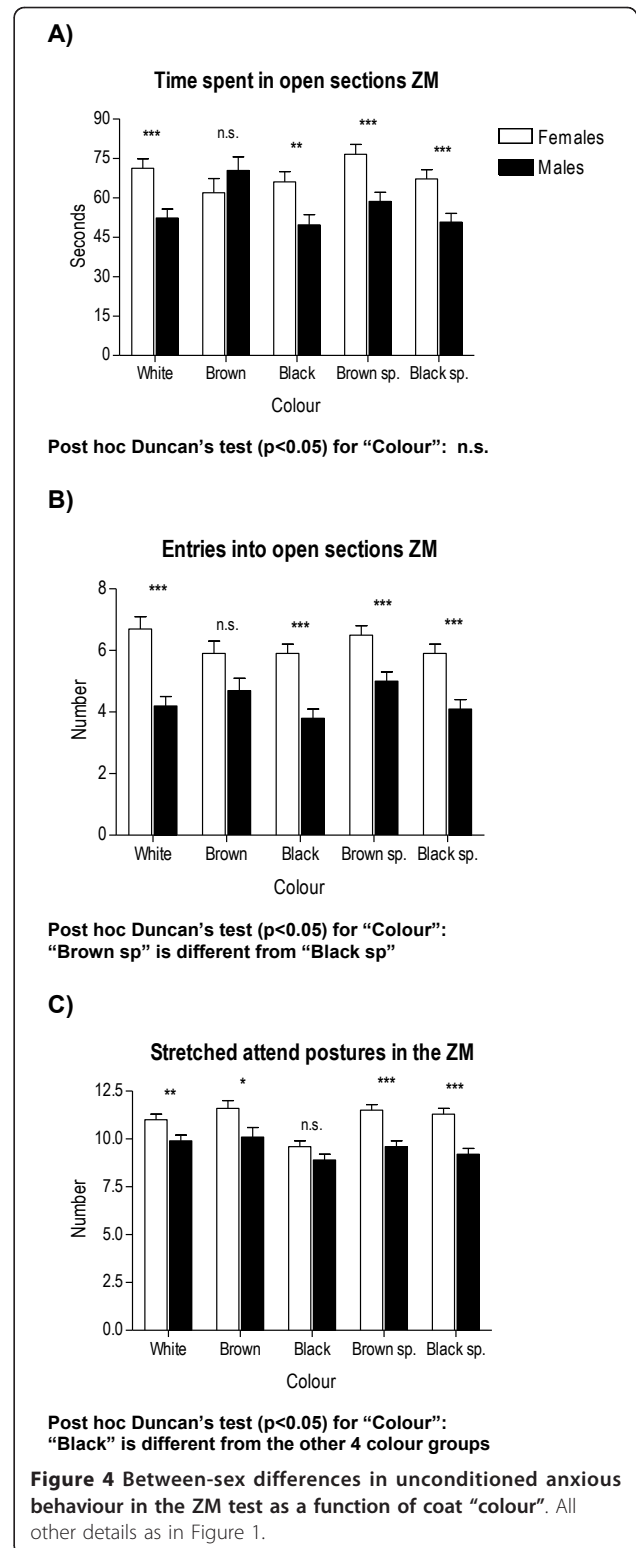 A)
Time spent in open sections ZM
90
75
60
45
30
15
0
Seconds
***
n.s.
**
***
***
Females
Males
White Brown Black Brown sp. Black sp.
Colour
Post hoc Duncan's test (p<0.05) for “Colour”: n.s.
B)
Entries into open sections ZM
8
6
4
2
0
Number
***
n.s.
***
***
***
White Brown Black Brown sp. Black sp.
Colour
Post hoc Duncan's test (p<0.05) for “Colour”:
“Brown sp” is different from “Black sp”
C)
Stretched attend postures in the ZM
12.5
10.0
7.5
5.0
2.5
0.0
Number
**
*
n.s.
***
***
White Brown Black Brown sp. Black sp.
Colour
Post hoc Duncan's test (p<0.05) for “Colour”:
“Black” is different from the other 4 colour groups
Figure 4 Between-sex differences in unconditioned anxious
behaviour in the ZM test as a function of coat “colour”. All
other details as in Figure 1.